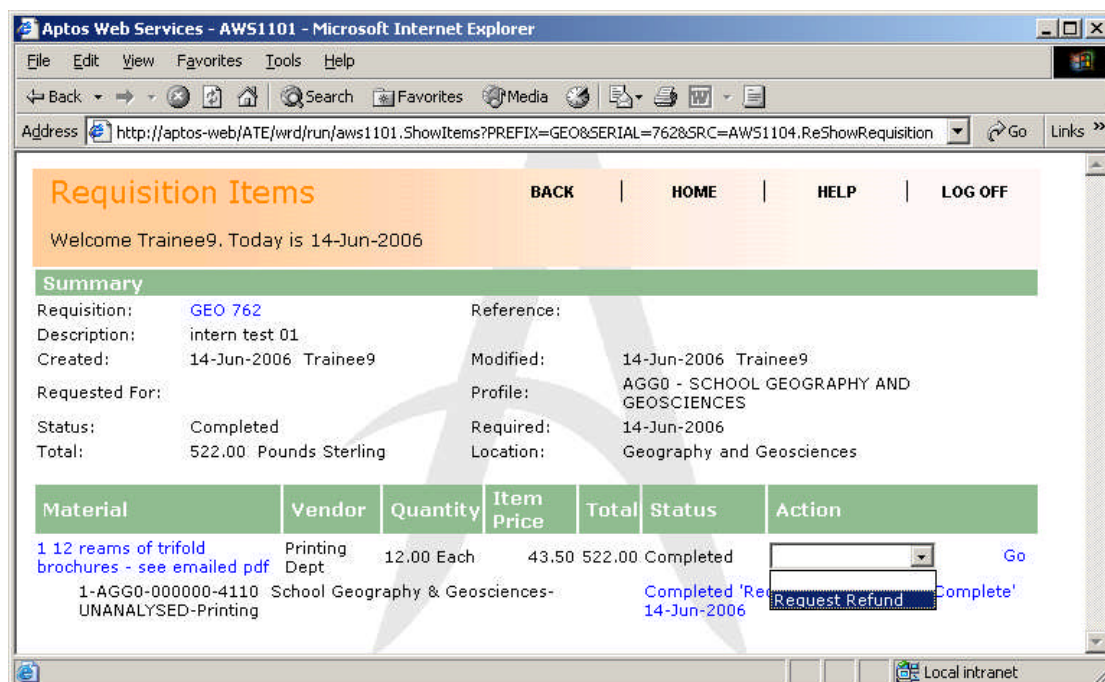 Aptos Web Services - AWS1101 - Microsoft Internet Explorer
File Edit View Favorites Tools Help
Back Search Favorites Media
Address http://aptos-web/ATE/wrd/run/aws1101.ShowItems?PREFIX=GEO&SERIAL=762&SRC=AWS1104.ReShowRequisition Go Links »
Requisition Items BACK | HOME | HELP | LOG OFF
Welcome Trainee9. Today is 14-Jun-2006
Summary
Requisition: GEO 762 Reference:
Description: intern test 01
Created: 14-Jun-2006 Trainee9 Modified: 14-Jun-2006 Trainee9
Requested For: Profile: AGG0 - SCHOOL GEOGRAPHY AND
GEOSCIENCES
Status: Completed Required: 14-Jun-2006
Total: 522.00 Pounds Sterling Location: Geography and Geosciences
Material Vendor Quantity Item Price Total Status Action
1 12 reams of trifold Printing
brochures - see emailed pdf Dept 12.00 Each 43.50 522.00 Completed Go
1-AGG0-000000-4110 School Geography & Geosciences- Completed Complete'
UNANALYSED-Printing 14-Jun-2006 Request Refund
Local intranet